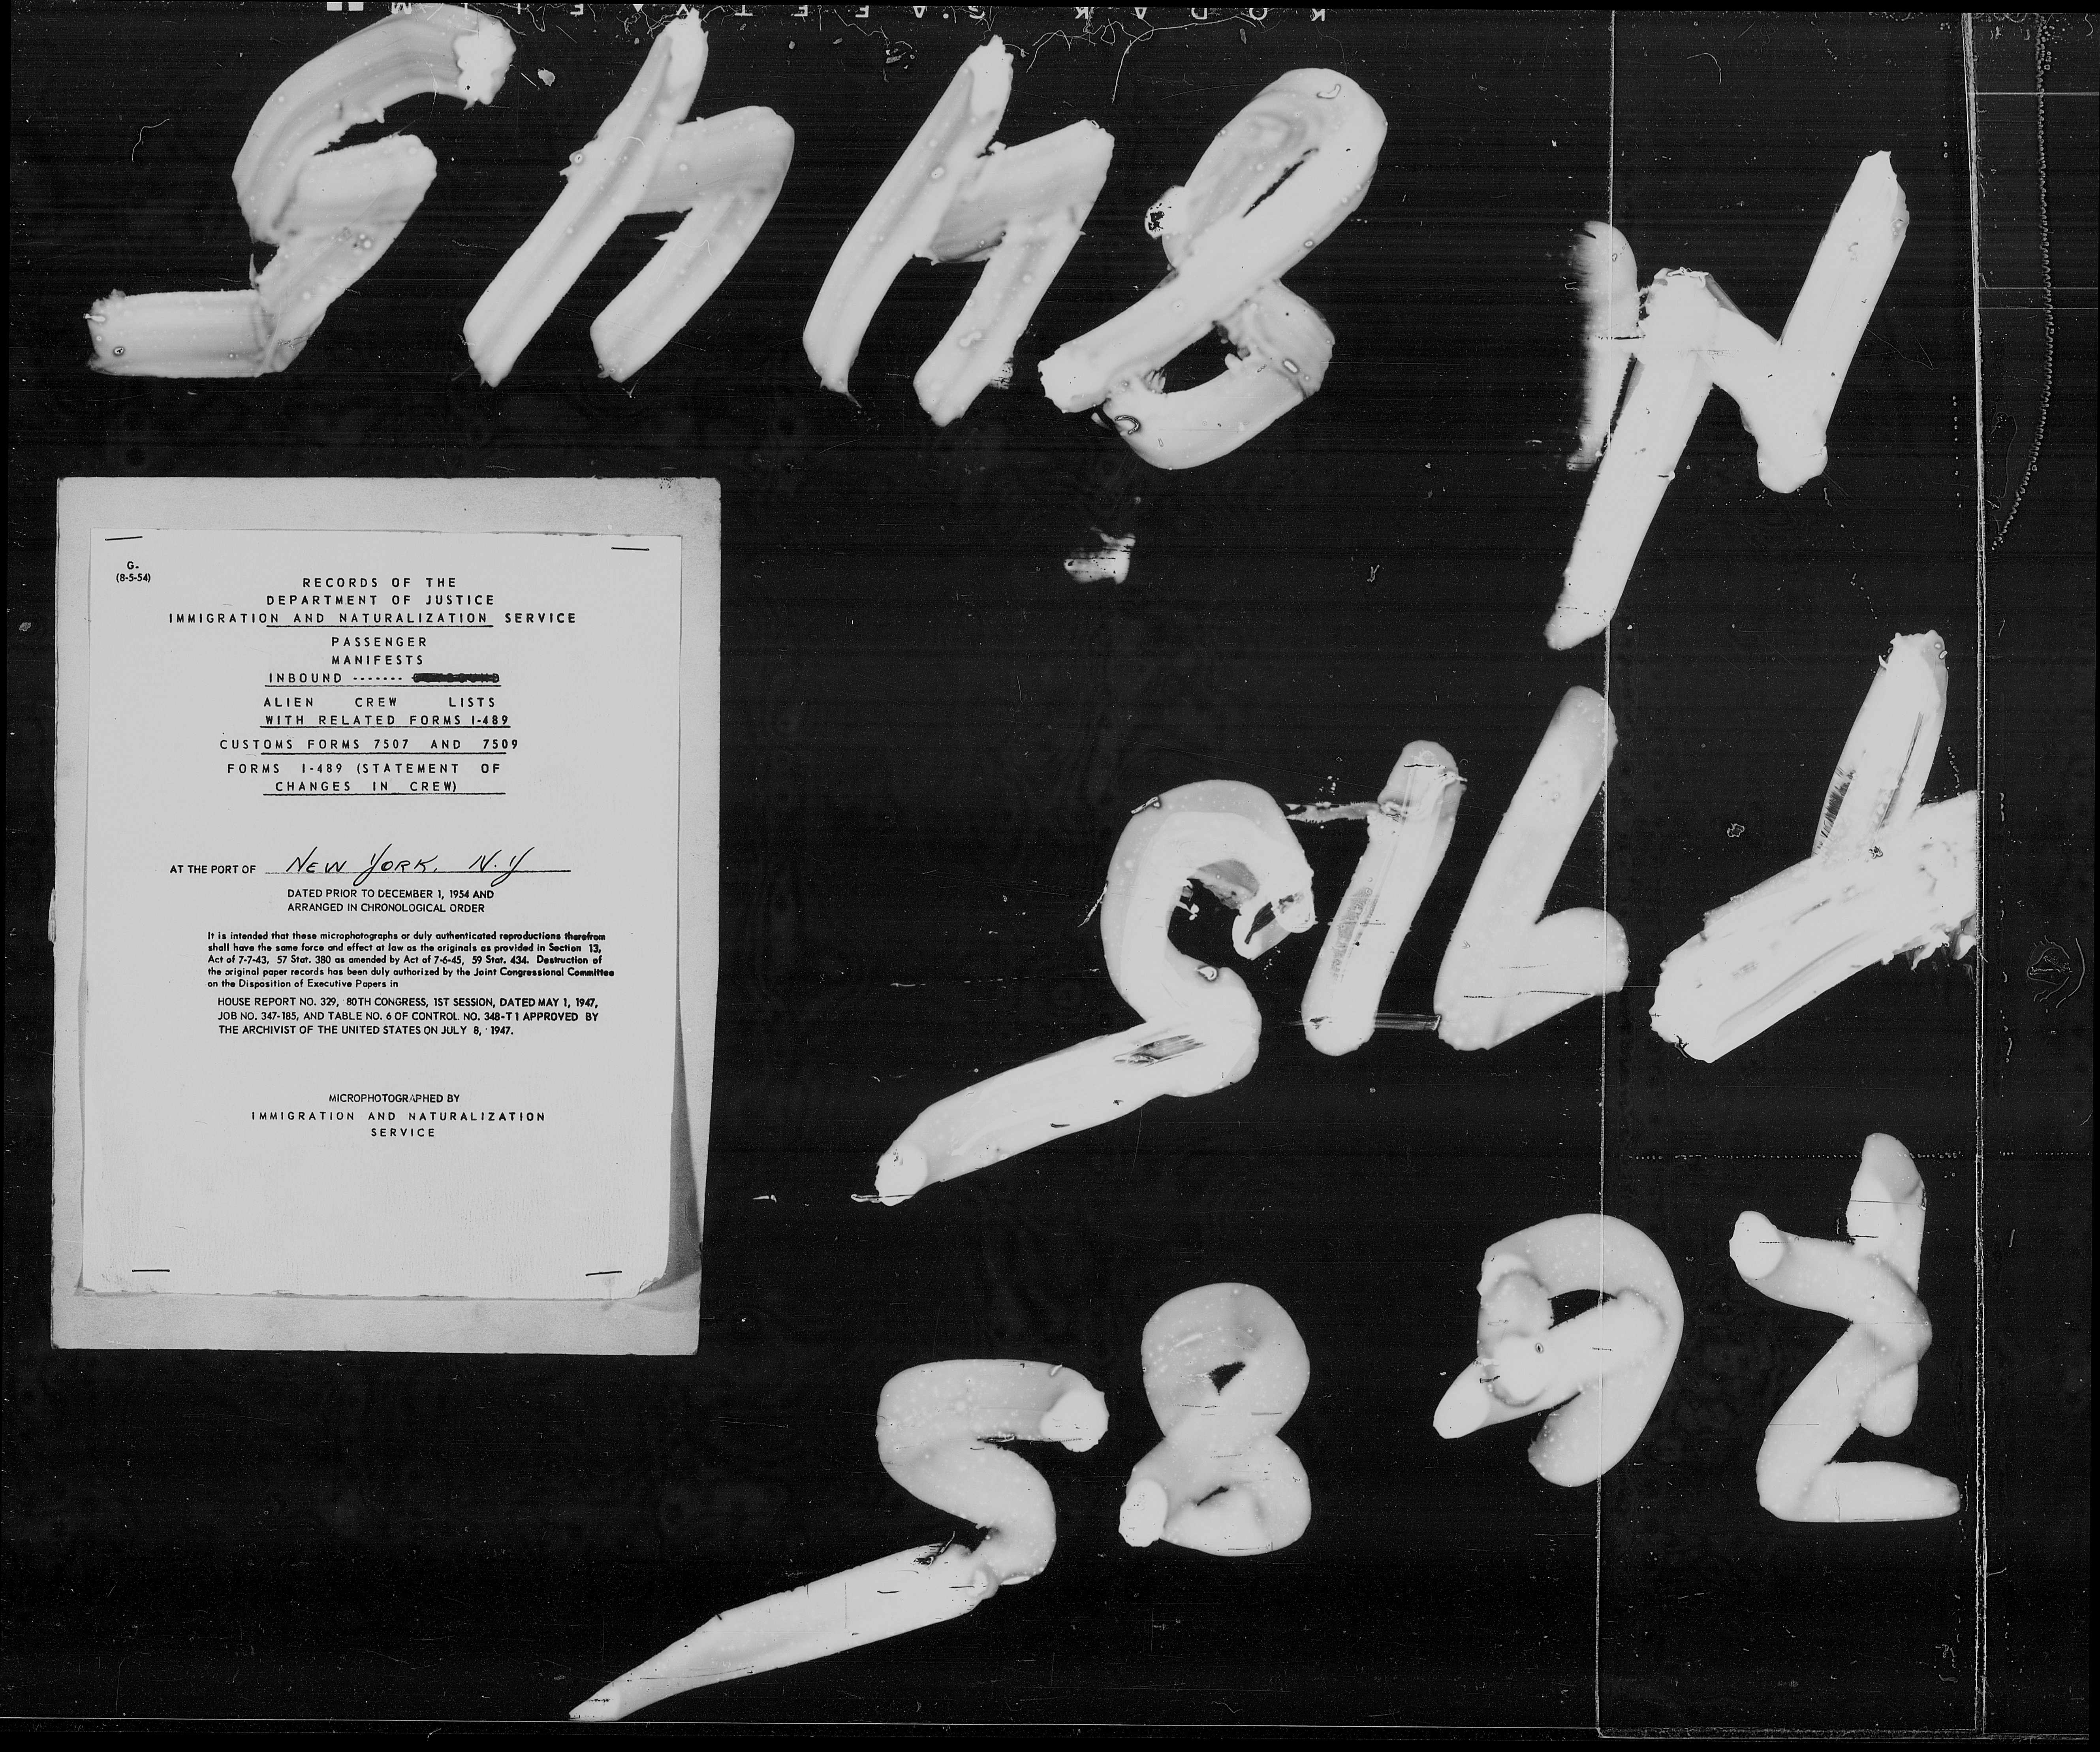 KODAK SAFETY FILM
8445
G-
(8-5-54)
RECORDS OF THE
DEPARTMENT OF JUSTICE
IMMIGRATION AND NATURALIZATION SERVICE
PASSENGER
MANIFESTS
INBOUND -------
ALIEN CREW LISTS
WITH RELATED FORMS I-489
CUSTOMS FORMS 7507 AND 7509
FORMS I-489 (STATEMENT OF
CHANGES IN CREW)
AT THE PORT OF NEW YORK, N.Y
DATED PRIOR TO DECEMBER 1, 1954 AND
ARRANGED IN CHRONOLOGICAL ORDER
It is intended that these microphotographs or duly authenticated reproductions therefrom
shall have the same force and effect at law as the originals as provided in Section 13,
Act of 7-7-43, 57 Stat. 380 as amended by Act of 7-6-45, 59 Stat. 434. Destruction of
the original paper records has been duly authorized by the Joint Congressional Committee
on the Disposition of Executive Papers in
HOUSE REPORT NO. 329, 80TH CONGRESS, 1ST SESSION, DATED MAY 1, 1947,
JOB NO. 347-185, AND TABLE NO. 6 OF CONTROL NO. 348-T1 APPROVED BY
THE ARCHIVIST OF THE UNITED STATES ON JULY 8, 1947.
MICROPHOTOGRAPHED BY
IMMIGRATION AND NATURALIZATION
SERVICE